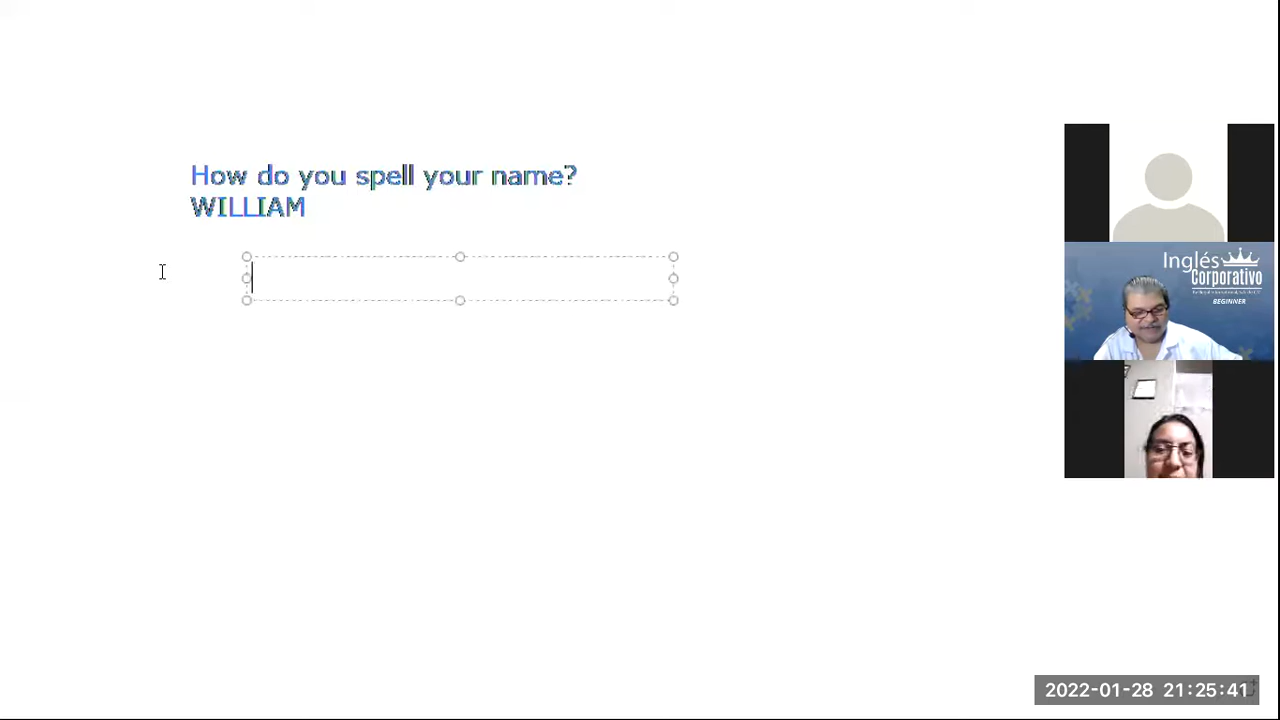 How do you spell your name?
WILLIAM
Inglés
Corporativo
BEGINNER
2022-01-28 21:25:41